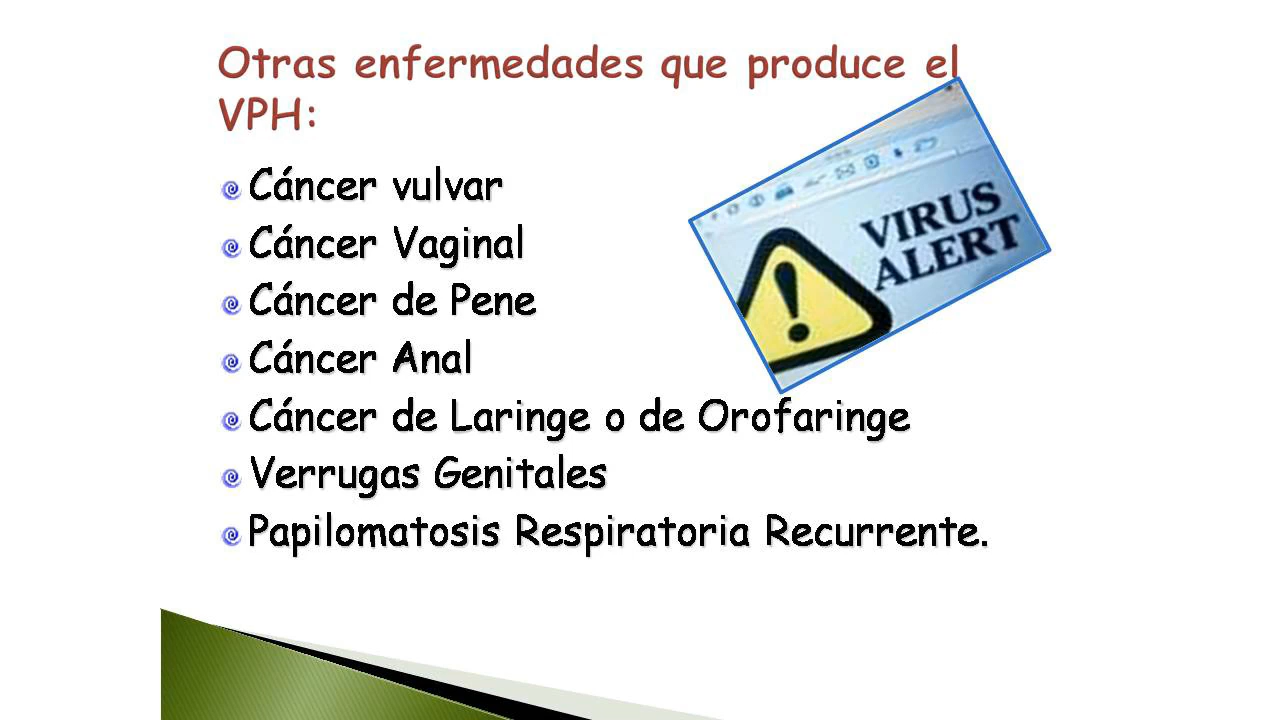 Otras enfermedades que produce el
VPH:
Cáncer vulvar
Cáncer Vaginal
Cáncer de Pene
Cáncer Anal
Cáncer de Laringe o de Orofaringe
Verrugas Genitales
Papilomatosis Respiratoria Recurrente.
VIRUS
ALERT